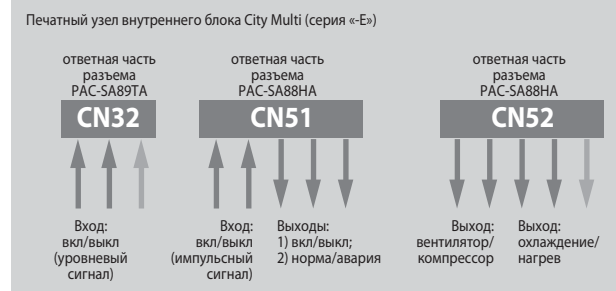 Печатный узел внутреннего блока City Multi (серия «-E»)
ответная часть
разъема
PAC-SA89TA
CN32
Вход:
вкл/выкл
(уровневый
сигнал)
ответная часть
разъема
PAC-SA88HA
CN51
Вход:
вкл/выкл
(импульсный
сигнал)
Выходы:
1) вкл/выкл;
2) норма/авария
ответная часть
разъема
PAC-SA88HA
CN52
Выход:
вентилятор/
компрессор
Выход:
охлаждение/
нагрев